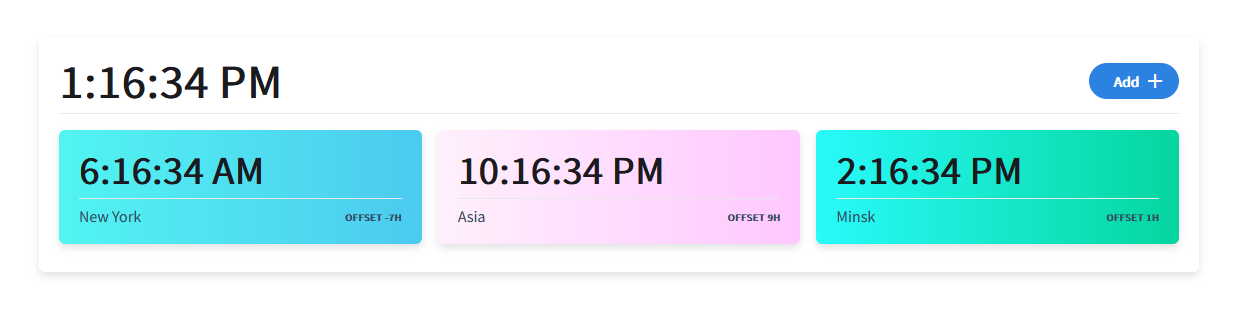 1:16:34 PM
Add
6:16:34 AM
New York
OFFSET -7H
10:16:34 PM
Asia
OFFSET 9H
2:16:34 PM
Minsk
OFFSET 1H